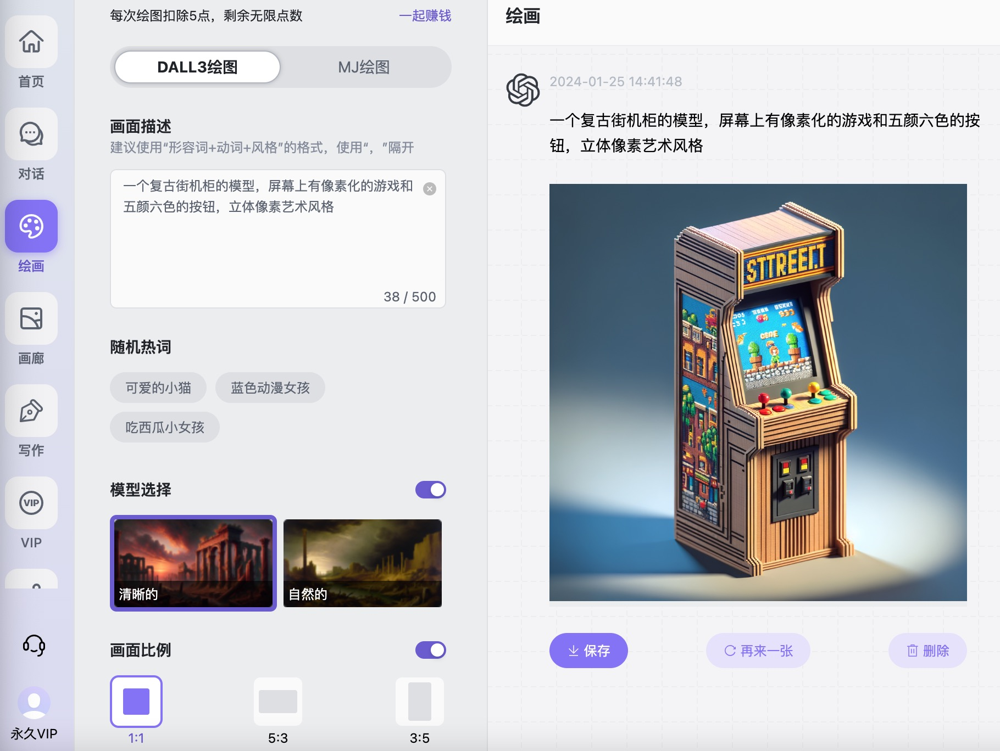 首页
对话
绘画
画廊
写作
VIP
VIP
永久VIP
每次绘图扣除5点，剩余无限点数
一起赚钱
DALL3绘图
MJ绘图
画面描述
建议使用“形容词+动词+风格”的格式，使用“，”隔开
一个复古街机柜的模型，屏幕上有像素化的游戏和
五颜六色的按钮，立体像素艺术风格
38 / 500
随机热词
可爱的小猫
蓝色动漫女孩
吃西瓜小女孩
模型选择
清晰的
自然的
画面比例
1:1
5:3
3:5
绘画
2024-01-25 14:41:48
一个复古街机柜的模型，屏幕上有像素化的游戏和五颜六色的按
钮，立体像素艺术风格
STTREET
保存
再来一张
删除